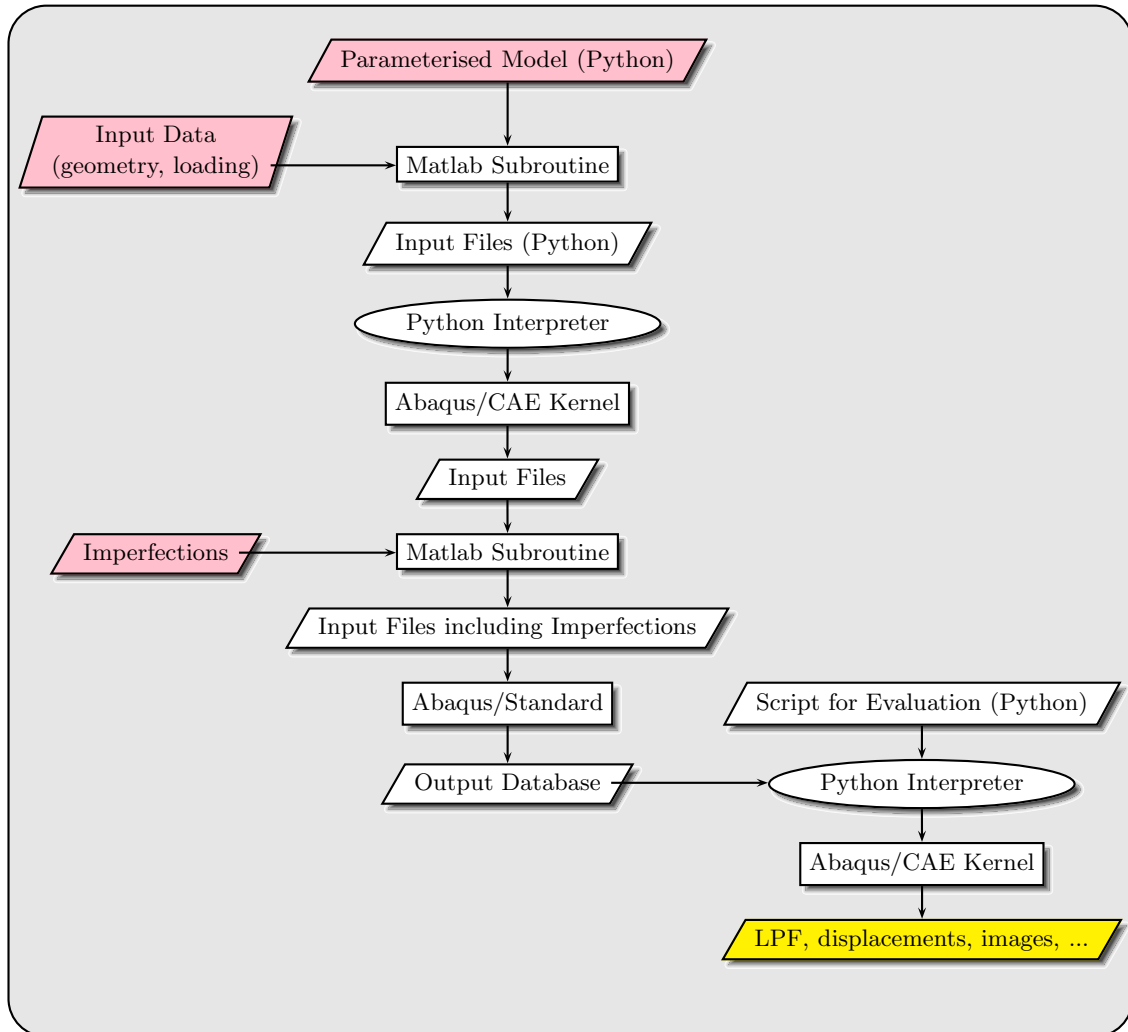 Parameterised Model (Python)
Input Data
(geometry, loading)
Matlab Subroutine
Input Files (Python)
Python Interpreter
Abaqus/CAE Kernel
Input Files
Imperfections
Matlab Subroutine
Input Files including Imperfections
Abaqus/Standard
Script for Evaluation (Python)
Output Database
Python Interpreter
Abaqus/CAE Kernel
LPF, displacements, images, ...